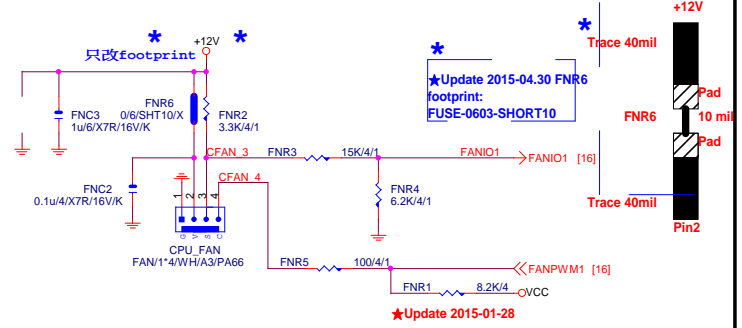 +12V
+12V
只改footprint
Trace 40mil
★Update 2015-04.30 FNR6
footprint:
FUSE-0603-SHORT10
FNR6
0/6/SHT10/X
FNR2
3.3K/4/1
FNC3
1u/6/X7R/16V/K
Pad
FNR6
10 mil
Pad
CFAN_3
FNR3
15K/4/1
FANIO1
FANIO1 [16]
CFAN_4
FNC2
0.1u/4/X7R/16V/K
FNR4
6.2K/4/1
Trace 40mil
1 2 3 4
G V S C
Pin2
CPU_FAN
FAN/1*4/WH/A3/PA66
FNR5
100/4/1
FANPWM1 [16]
FNR1
8.2K/4
VCC
★Update 2015-01-28